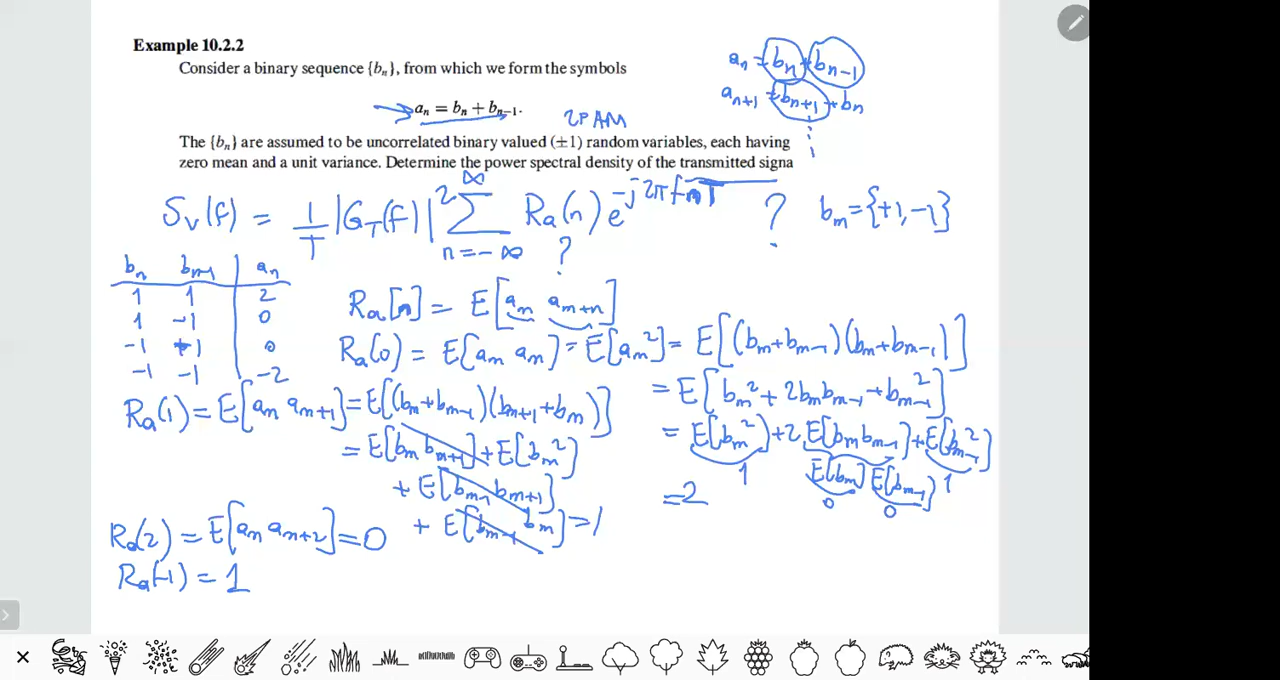 Example 10.2.2
Consider a binary sequence {bₙ}, from which we form the symbols
aₙ = bₙ + bₙ₋₁.
2PAM
The {bₙ} are assumed to be uncorrelated binary valued (±1) random variables, each having
zero mean and a unit variance. Determine the power spectral density of the transmitted signa
aₙ = bₙ + bₙ₋₁
aₙ₊₁ = bₙ₊₁ + bₙ
Sᵥ(f) = 1/T |G_T(f)|² ∑_{n=-∞}^{∞} Ra(n) e^{-j2πfnT} ?
?
bₘ = {+1, -1}
bₙ bₙ₋₁ | aₙ
1 1 | 2
1 -1 | 0
-1 +1 | 0
-1 -1 | -2
Ra[n] = E[aₘ aₘ₊ₙ]
Ra(0) = E[aₘ aₘ] = E[aₘ²] = E[(bₘ+bₘ₋₁)(bₘ+bₘ₋₁)]
= E[bₘ² + 2bₘbₘ₋₁ + bₘ₋₁²]
= E[bₘ²] + 2E[bₘbₘ₋₁] + E[bₘ₋₁²]
1 E[bₘ] E[bₘ₋₁] 1
0 0
= 2
Ra(1) = E[aₘ aₘ₊₁] = E[(bₘ+bₘ₋₁)(bₘ₊₁+bₘ)]
= E[bₘ bₘ₊₁] + E[bₘ²]
+ E[bₘ₋₁ bₘ₊₁]
+ E[bₘ₋₁ bₘ] = 1
Ra(2) = E[aₘ aₘ₊₂] = 0
Ra(-1) = 1